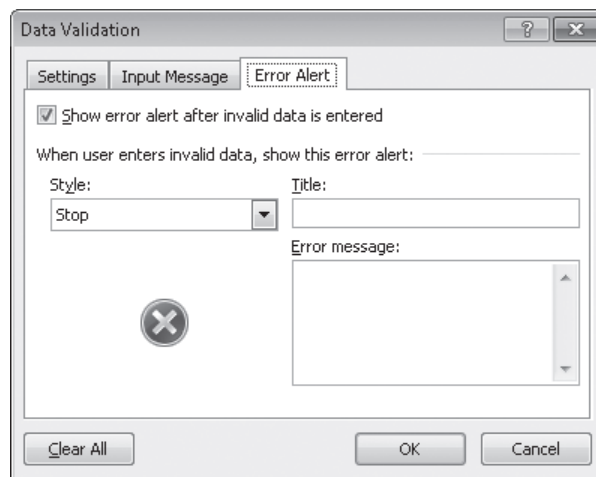 Data Validation
Settings Input Message Error Alert
Show error alert after invalid data is entered
When user enters invalid data, show this error alert:
Style: Title:
Stop
Error message:
Clear All OK Cancel